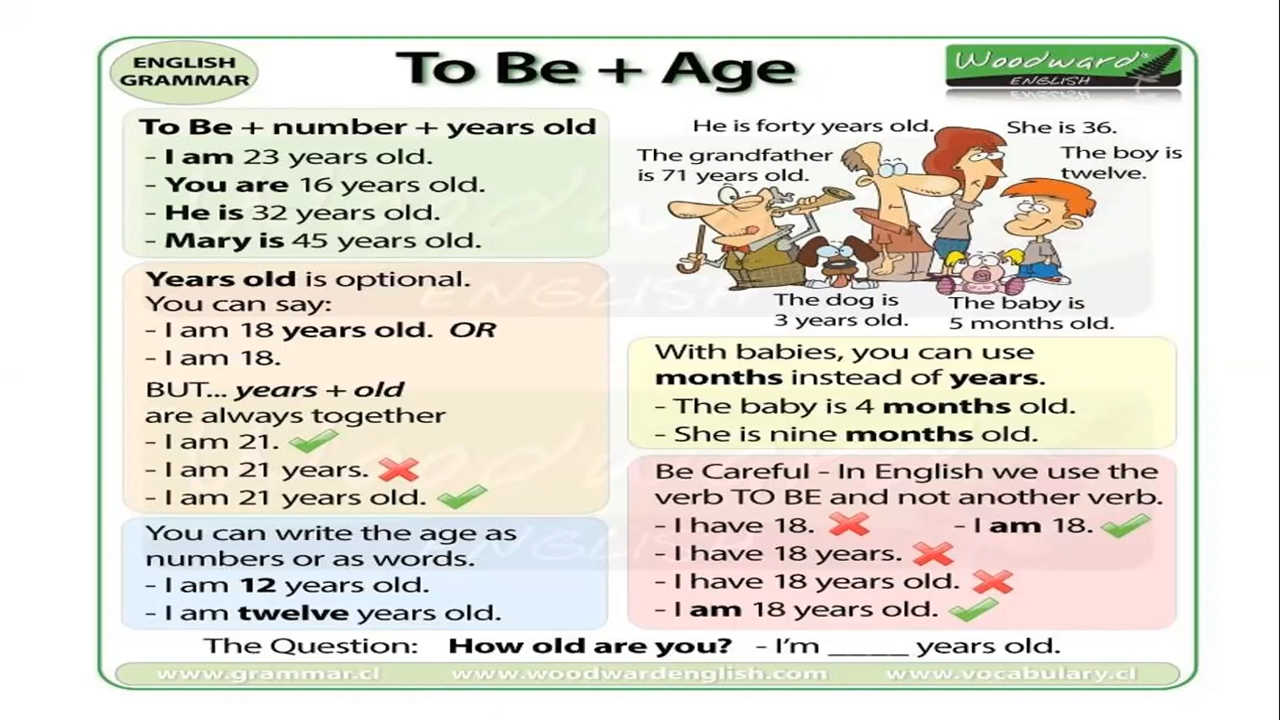 ENGLISH
GRAMMAR
To Be + Age
Woodward
ENGLISH
To Be + number + years old
- I am 23 years old.
- You are 16 years old.
- He is 32 years old.
- Mary is 45 years old.
Years old is optional.
You can say:
- I am 18 years old. OR
- I am 18.
BUT... years + old
are always together
- I am 21.
- I am 21 years.
- I am 21 years old.
You can write the age as
numbers or as words.
- I am 12 years old.
- I am twelve years old.
He is forty years old.
She is 36.
The grandfather
is 71 years old.
The boy is
twelve.
The dog is
3 years old.
The baby is
5 months old.
With babies, you can use
months instead of years.
- The baby is 4 months old.
- She is nine months old.
Be Careful - In English we use the
verb TO BE and not another verb.
- I have 18. - I am 18.
- I have 18 years.
- I have 18 years old.
- I am 18 years old.
The Question: How old are you? - I'm ____ years old.
www.grammar.cl www.woodwardenglish.com www.vocabulary.cl